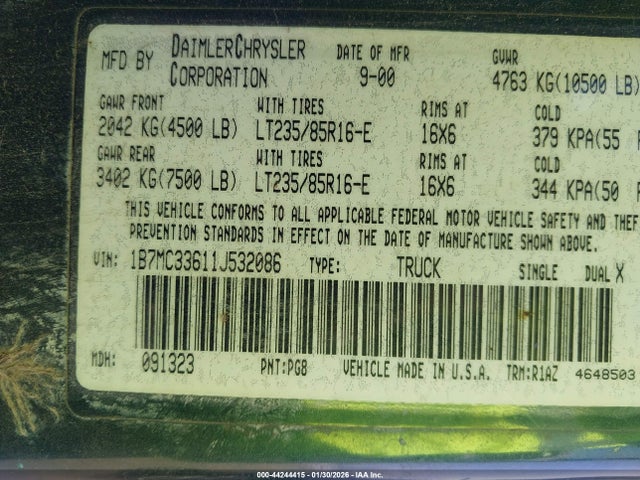 MFD BY DAIMLERCHRYSLER CORPORATION DATE OF MFR 9-00 GVWR 4763 KG(10500 LB)
GAWR FRONT WITH TIRES RIMS AT COLD
2042 KG(4500 LB) LT235/85R16-E 16X6 379 KPA(55
GAWR REAR WITH TIRES RIMS AT COLD
3402 KG(7500 LB) LT235/85R16-E 16X6 344 KPA(50
THIS VEHICLE CONFORMS TO ALL APPLICABLE FEDERAL MOTOR VEHICLE SAFETY AND THEF
PREVENTION STANDARDS IN EFFECT ON THE DATE OF MANUFACTURE SHOWN ABOVE.
VIN: 1B7MC33611J532086 TYPE: TRUCK SINGLE DUAL X
MDH: 091323 PNT:PG8 VEHICLE MADE IN U.S.A. TRM:R1AZ 4648503
000-44244415 - 01/30/2026 - IAA Inc.